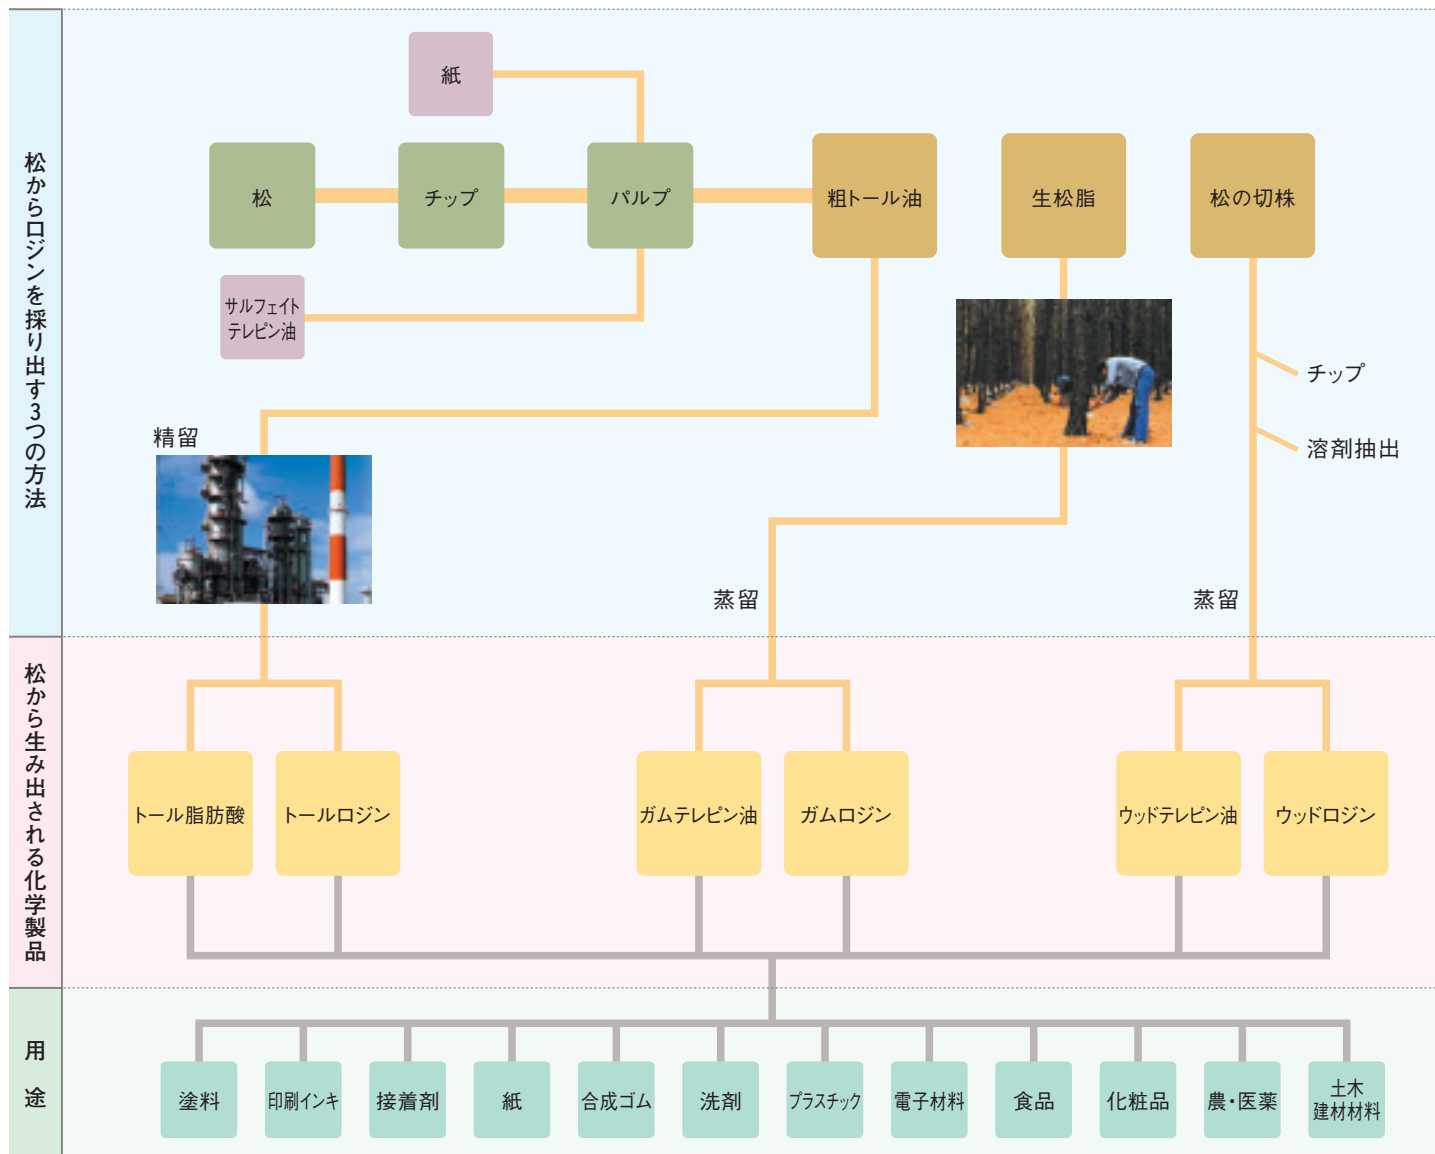 松からロジンを採り出す3つの方法
紙
松
チップ
パルプ
粗トール油
生松脂
松の切株
サルフェイト
テレピン油
チップ
溶剤抽出
精留
蒸留
蒸留
松から生み出される化学製品
トール脂肪酸
トールロジン
ガムテレピン油
ガムロジン
ウッドテレピン油
ウッドロジン
用途
塗料
印刷インキ
接着剤
紙
合成ゴム
洗剤
プラスチック
電子材料
食品
化粧品
農・医薬
土木
建材材料